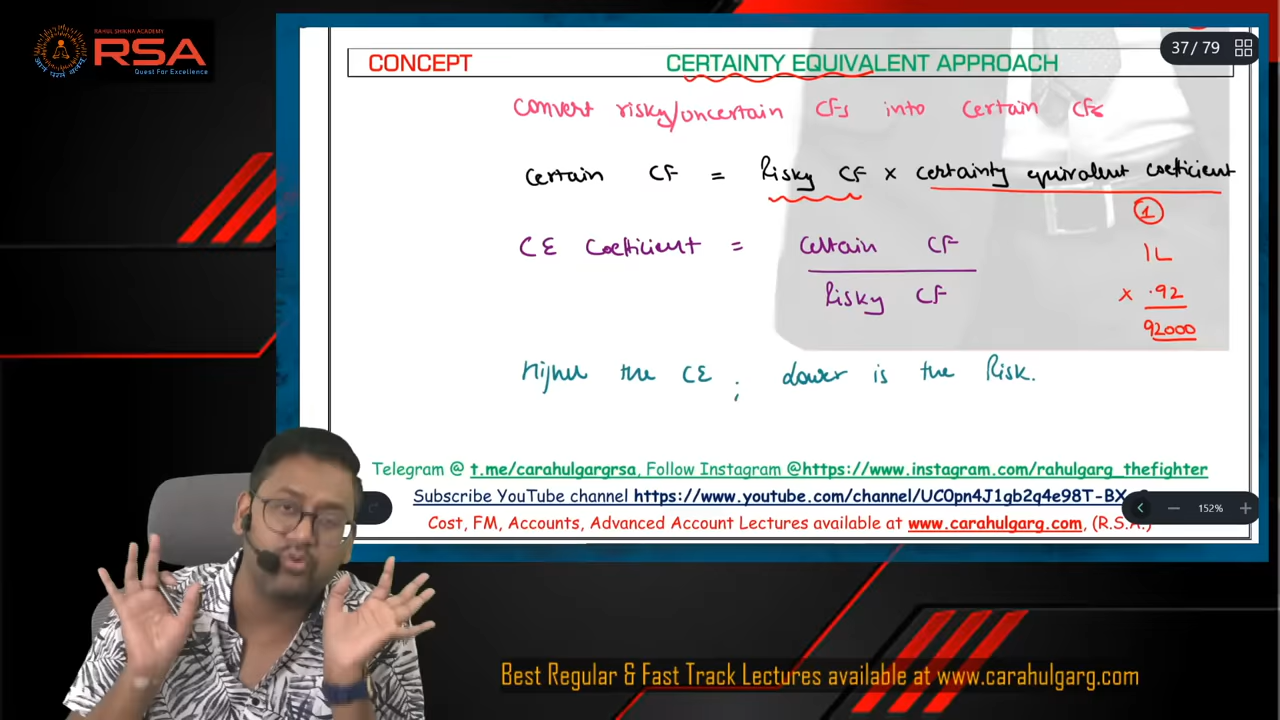 RAHUL SHIKHA ACADEMY
RSA
Quest For Excellence
37 / 79
CONCEPT CERTAINTY EQUIVALENT APPROACH
Convert risky/uncertain CFs into certain CFs
Certain CF = Risky CF × certainty equivalent coefficient
1
CE Coefficient = Certain CF
Risky CF
1L
× .92
92000
Higher the CE ; Lower is the Risk.
Telegram @ t.me/carahulgargrsa, Follow Instagram @https://www.instagram.com/rahulgarg_thefighter
Subscribe YouTube channel https://www.youtube.com/channel/UC0pn4J1gb2q4e98T-BX
152%
Cost, FM, Accounts, Advanced Account Lectures available at www.carahulgarg.com, (R.S.A.)
Best Regular & Fast Track Lectures available at www.carahulgarg.com